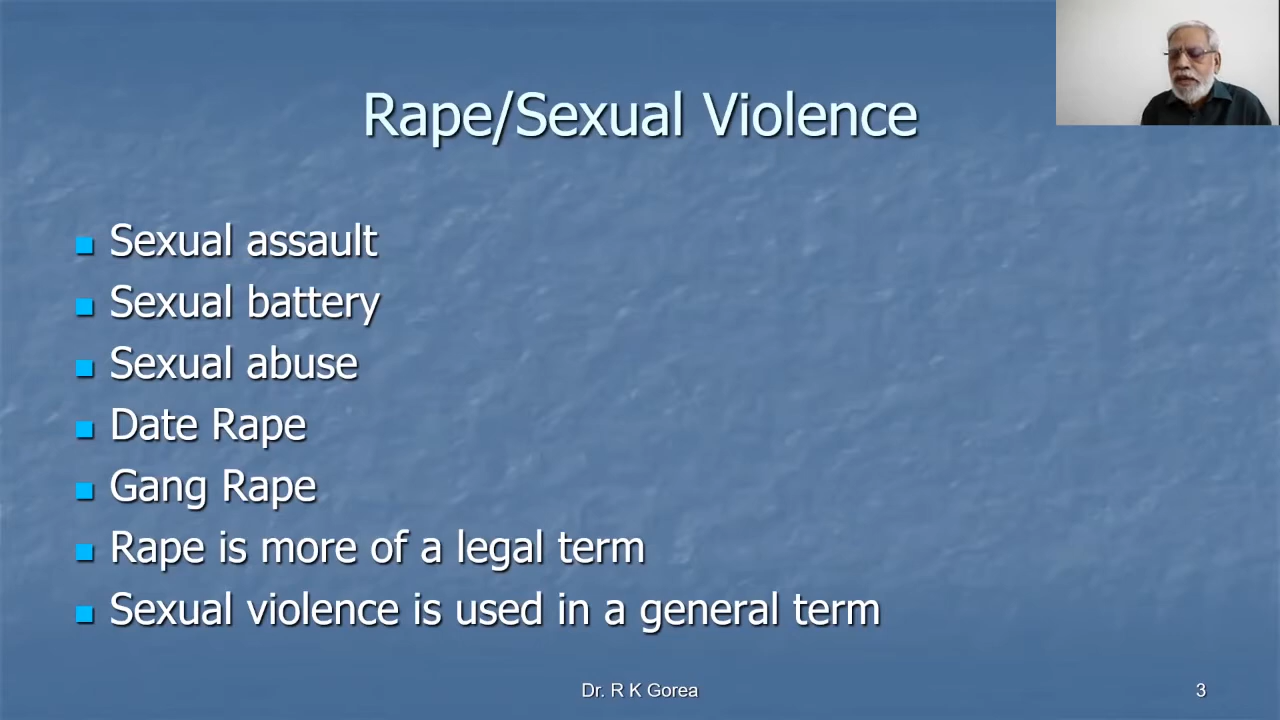 Rape/Sexual Violence
Sexual assault
Sexual battery
Sexual abuse
Date Rape
Gang Rape
Rape is more of a legal term
Sexual violence is used in a general term
Dr. R K Gorea
3